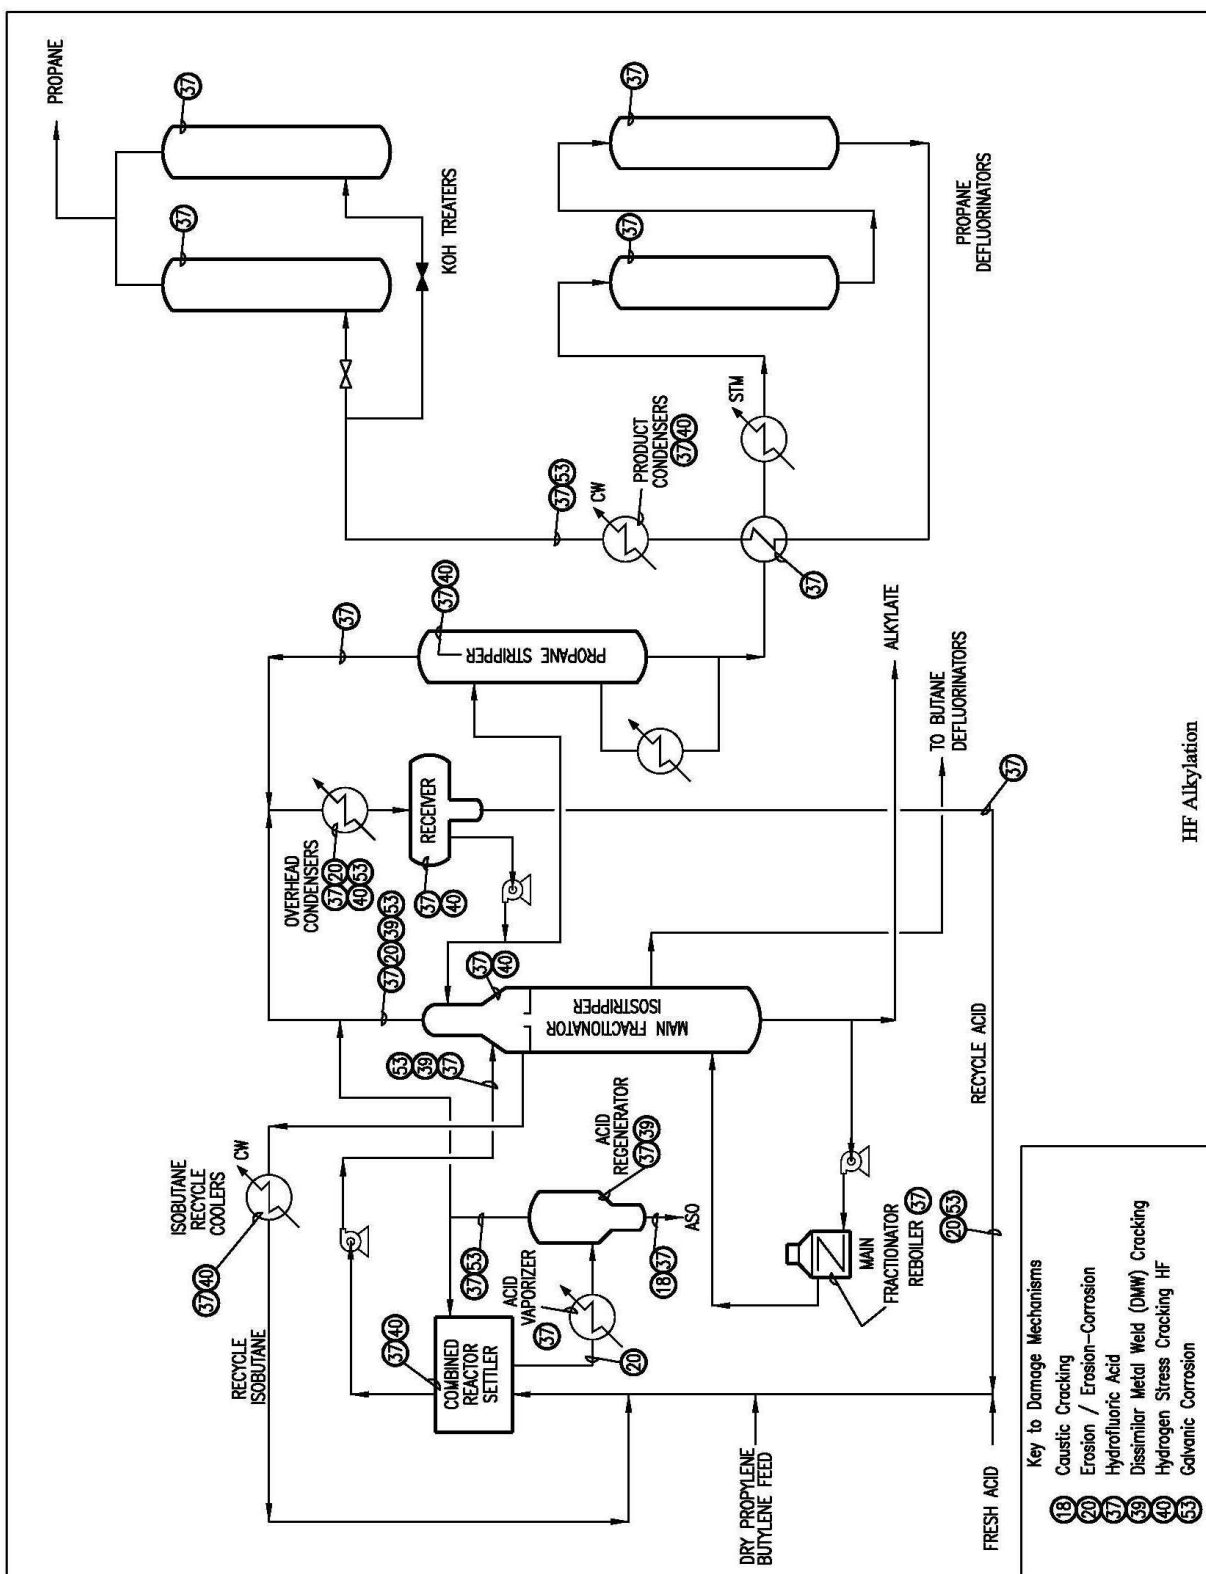 PROPANE
37
37
KOH TREATERS
37
37
PROPANE
DEFLUORINATORS
STM
PRODUCT
CONDENSERS
37 40
CW
37 53
37
37 40
PROPANE STRIPPER
37
ALKYLATE
TO BUTANE
DEFLUORINATORS
37
OVERHEAD
CONDENSERS
37 20
40 53
RECEIVER
37
40
37 20 39 53
37
40
MAIN FRACTIONATOR
ISOSTRIPPER
53 39 37
ISOBUTANE
RECYCLE
COOLERS
CW
37 40
RECYCLE
ISOBUTANE
ACID
REGENERATOR
37 39
37 53
ASO
18 37
ACID
VAPORIZER
37
20
COMBINED
REACTOR
SETTLER
37 40
MAIN
FRACTIONATOR
REBOILER 37
RECYCLE ACID
20 53
DRY PROPYLENE
BUTYLENE FEED
FRESH ACID
Key to Damage Mechanisms
18 Caustic Cracking
20 Erosion / Erosion-Corrosion
37 Hydrofluoric Acid
39 Dissimilar Metal Weld (DMW) Cracking
40 Hydrogen Stress Cracking HF
53 Galvanic Corrosion
HF Alkylation